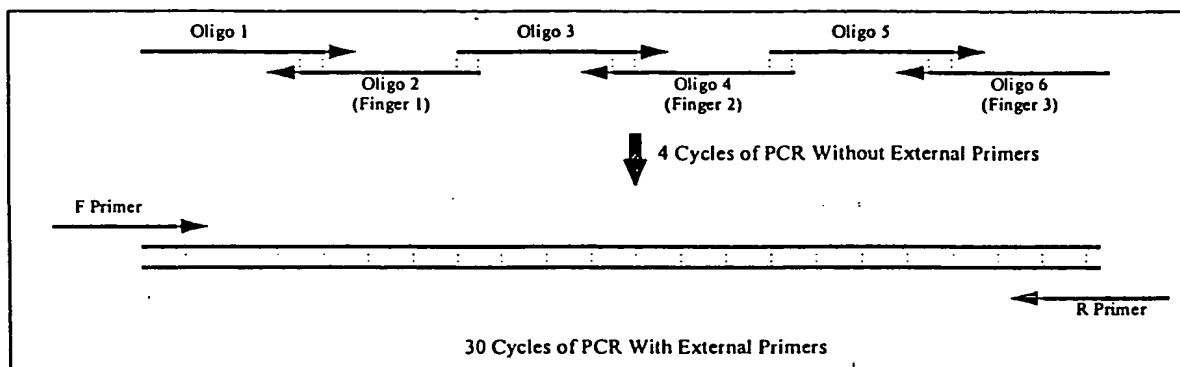 Oligo 1
Oligo 3
Oligo 5
Oligo 2
(Finger 1)
Oligo 4
(Finger 2)
Oligo 6
(Finger 3)
4 Cycles of PCR Without External Primers
F Primer
R Primer
30 Cycles of PCR With External Primers